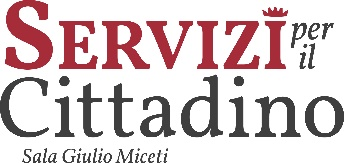 SERVIZI per il
Cittadino
Sala Giulio Miceti